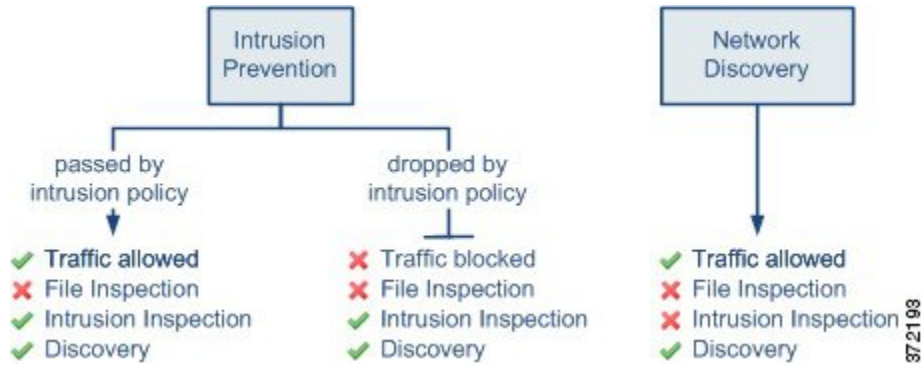 Intrusion
Prevention
Network
Discovery
passed by
intrusion policy
dropped by
intrusion policy
Traffic allowed
File Inspection
Intrusion Inspection
Discovery
Traffic blocked
File Inspection
Intrusion Inspection
Discovery
Traffic allowed
File Inspection
Intrusion Inspection
Discovery
372193